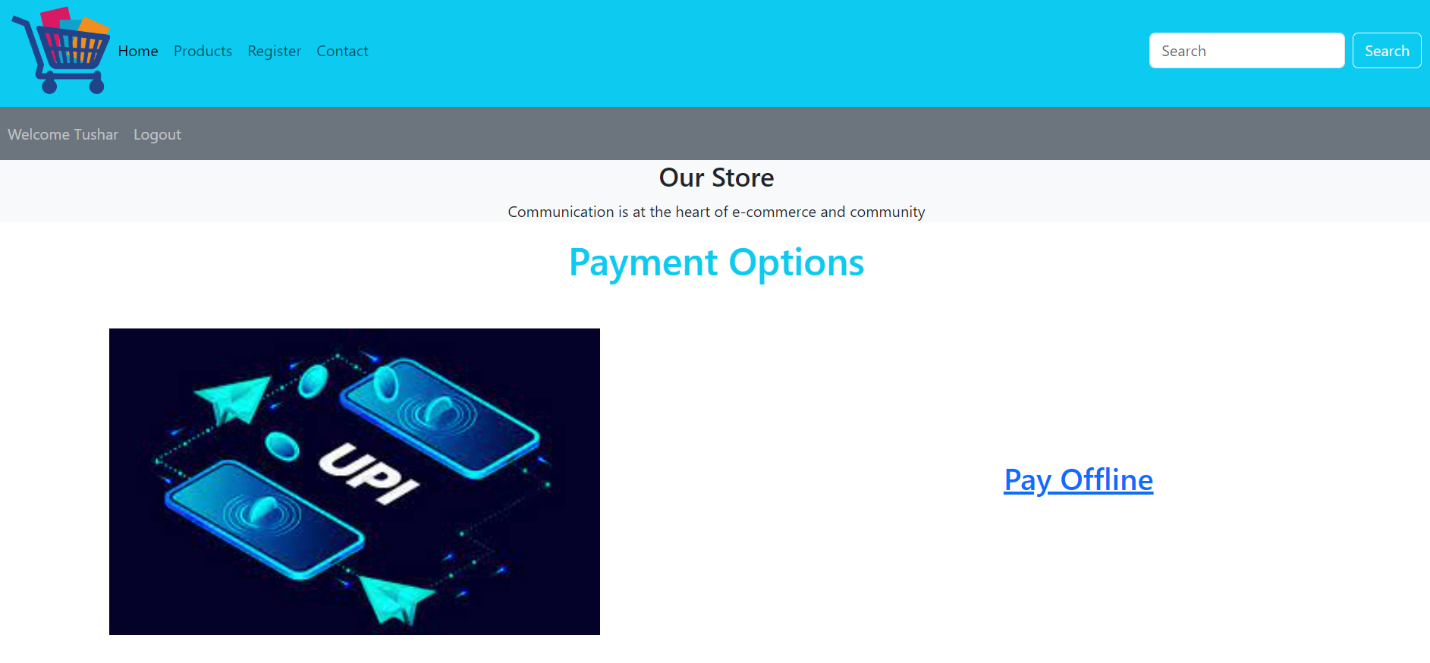 Home Products Register Contact Search Search
Welcome Tushar Logout
Our Store
Communication is at the heart of e-commerce and community
Payment Options
UPI
Pay Offline